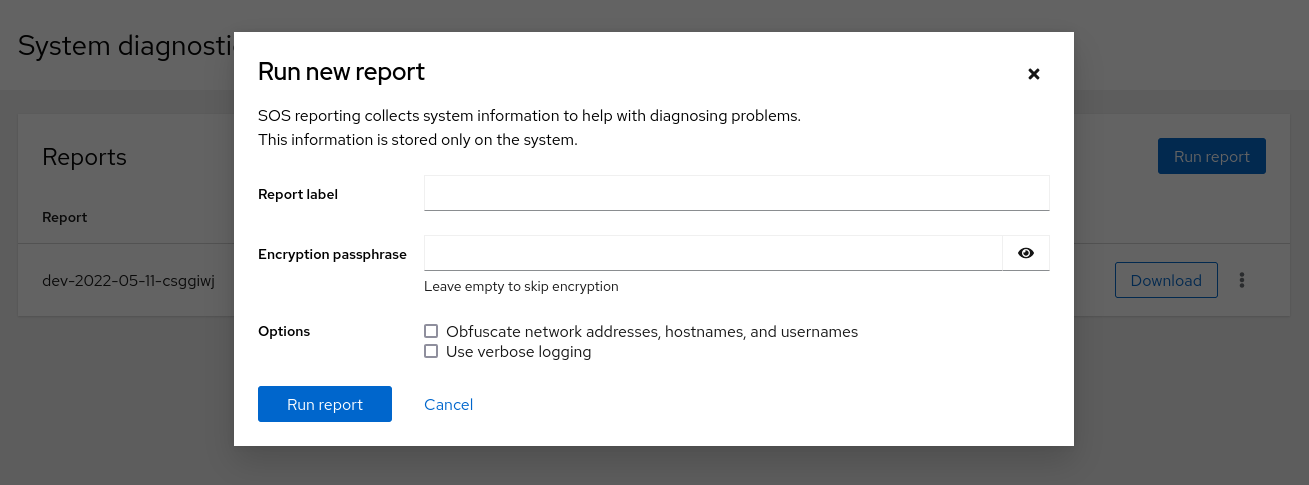 System diagnosti
Run new report
SOS reporting collects system information to help with diagnosing problems.
This information is stored only on the system.
Reports
Run report
Report label
Report
Encryption passphrase
Leave empty to skip encryption
dev-2022-05-11-csggiwj
Download
Options
Obfuscate network addresses, hostnames, and usernames
Use verbose logging
Run report
Cancel